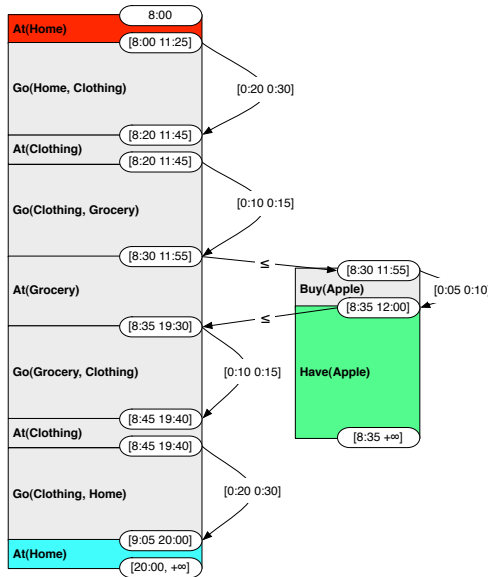 8:00
At(Home)
[8:00 11:25]
Go(Home, Clothing)
[0:20 0:30]
[8:20 11:45]
At(Clothing)
[8:20 11:45]
Go(Clothing, Grocery)
[0:10 0:15]
[8:30 11:55]
≤
[8:30 11:55]
At(Grocery)
Buy(Apple)
[0:05 0:10]
[8:35 12:00]
≤
[8:35 19:30]
Go(Grocery, Clothing)
[0:10 0:15]
Have(Apple)
[8:45 19:40]
At(Clothing)
[8:35 +∞]
[8:45 19:40]
Go(Clothing, Home)
[0:20 0:30]
[9:05 20:00]
At(Home)
[20:00, +∞]